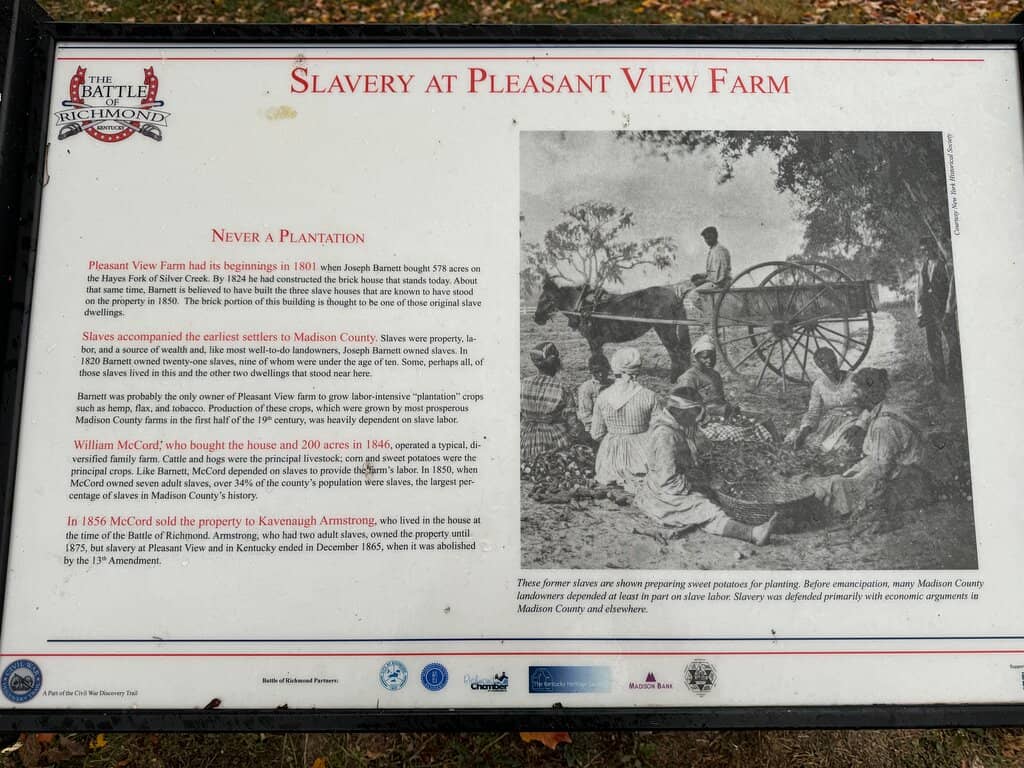 THE
BATTLE
OF
RICHMOND
KENTUCKY
SLAVERY AT PLEASANT VIEW FARM
NEVER A PLANTATION
Pleasant View Farm had its beginnings in 1801 when Joseph Barnett bought 578 acres on
the Hayes Fork of Silver Creek. By 1824 he had constructed the brick house that stands today. About
that same time, Barnett is believed to have built the three slave houses that are known to have stood
on the property in 1850. The brick portion of this building is thought to be one of those original slave
dwellings.
Slaves accompanied the earliest settlers to Madison County. Slaves were property, la-
bor, and a source of wealth and, like most well-to-do landowners, Joseph Barnett owned slaves. In
1820 Barnett owned twenty-one slaves, nine of whom were under the age of ten. Some, perhaps all, of
those slaves lived in this and the other two dwellings that stood near here.
Barnett was probably the only owner of Pleasant View farm to grow labor-intensive “plantation” crops
such as hemp, flax, and tobacco. Production of these crops, which were grown by most prosperous
Madison County farms in the first half of the 19th century, was heavily dependent on slave labor.
William McCord, who bought the house and 200 acres in 1846, operated a typical, di-
versified family farm. Cattle and hogs were the principal livestock; corn and sweet potatoes were the
principal crops. Like Barnett, McCord depended on slaves to provide the farm’s labor. In 1850, when
McCord owned seven adult slaves, over 34% of the county’s population were slaves, the largest per-
centage of slaves in Madison County’s history.
In 1856 McCord sold the property to Kavenaugh Armstrong, who lived in the house at
the time of the Battle of Richmond. Armstrong, who had two adult slaves, owned the property until
1875, but slavery at Pleasant View and in Kentucky ended in December 1865, when it was abolished
by the 13th Amendment.
Courtesy New York Historical Society
These former slaves are shown preparing sweet potatoes for planting. Before emancipation, many Madison County
landowners depended at least in part on slave labor. Slavery was defended primarily with economic arguments in
Madison County and elsewhere.
CIVIL WAR
A Part of the Civil War Discovery Trail
Battle of Richmond Partners:
Richmond
Chamber
The Kentucky Heritage Council
MADISON BANK